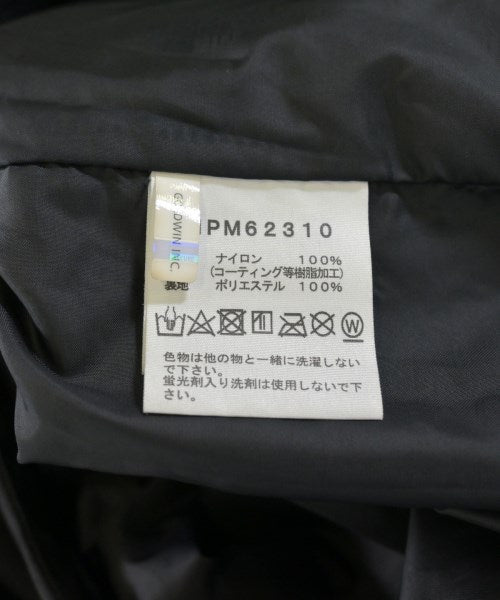 GOLDWIN INC.
PM62310
ナイロン 100%
(コーティング等樹脂加工)
裏地 ポリエステル 100%
W
色物は他の物と一緒に洗濯しない
で下さい。
蛍光剤入り洗剤は使用しないで下
さい。